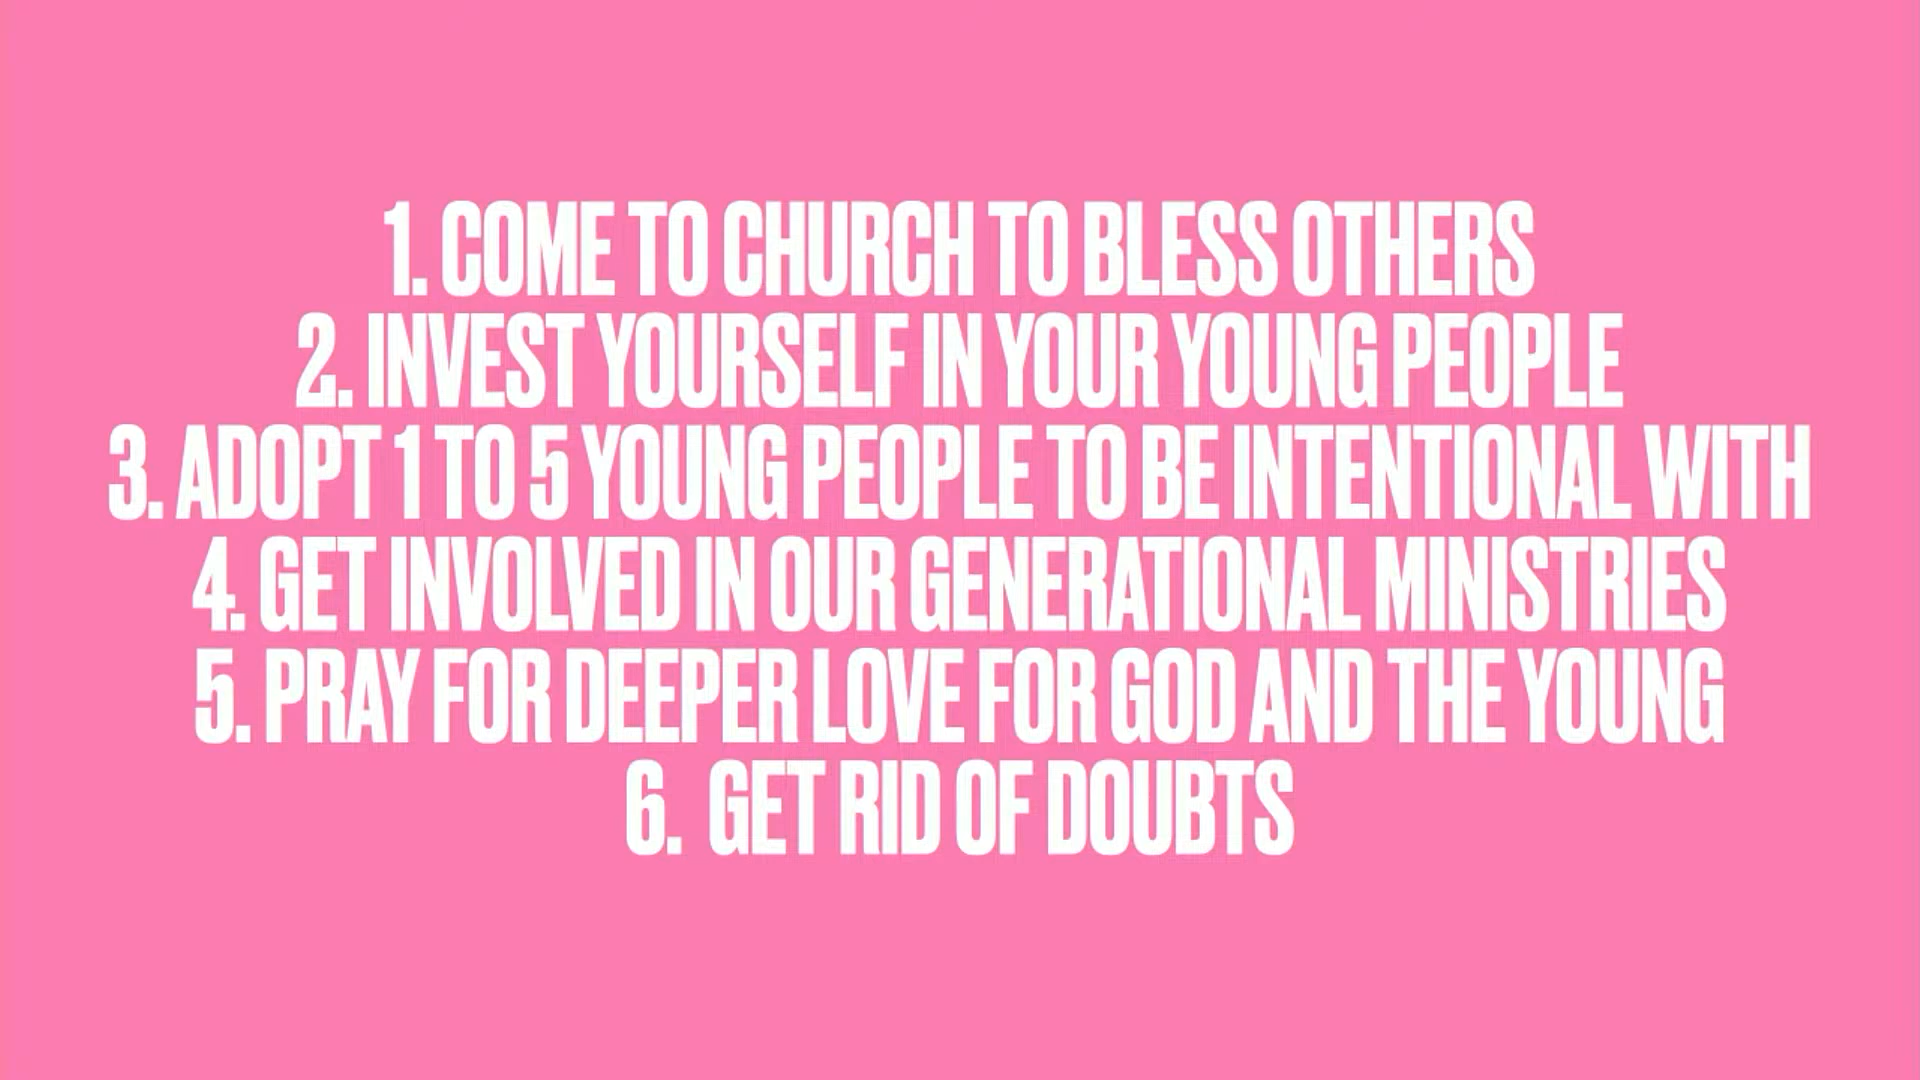 1. COME TO CHURCH TO BLESS OTHERS
2. INVEST YOURSELF IN YOUR YOUNG PEOPLE
3. ADOPT 1 TO 5 YOUNG PEOPLE TO BE INTENTIONAL WITH
4. GET INVOLVED IN OUR GENERATIONAL MINISTRIES
5. PRAY FOR DEEPER LOVE FOR GOD AND THE YOUNG
6. GET RID OF DOUBTS